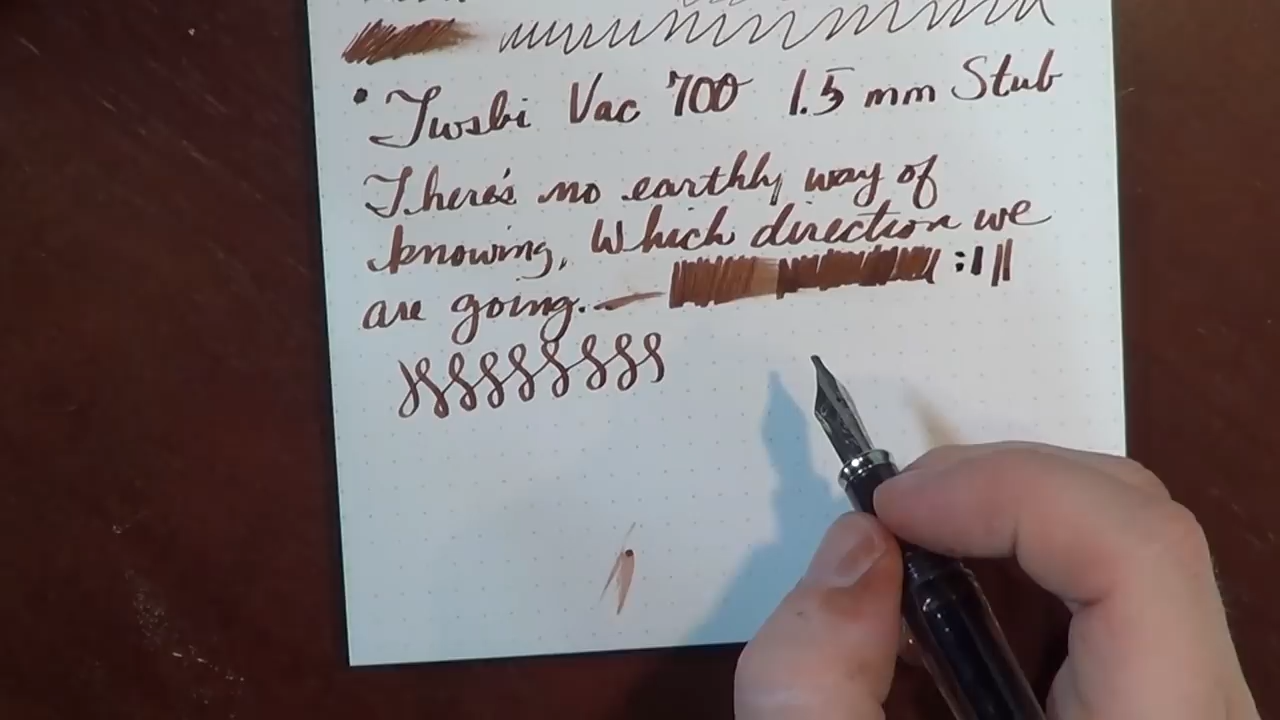 • Twsbi Vac 700 1.5 mm Stub
There's no earthly way of
knowing, Which direction we
are going.